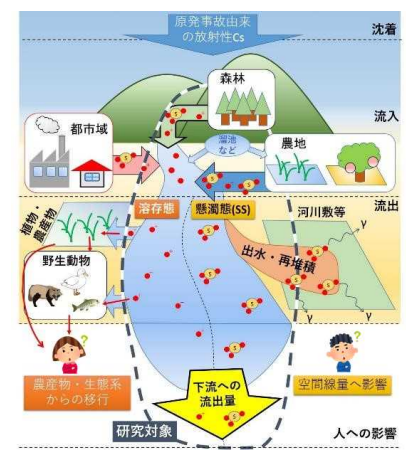 原発事故由来
の放射性Cs
沈着
森林
流入
都市域
溜池
など
農地
植物・
農産物
溶存態
懸濁態(SS)
河川敷等
流出
野生動物
出水・再堆積
γ
γ
γ
S
S
S
S
S
S
S
S
S
S
S
農産物・生態系
からの移行
下流への
流出量
空間線量へ影響
研究対象
人への影響